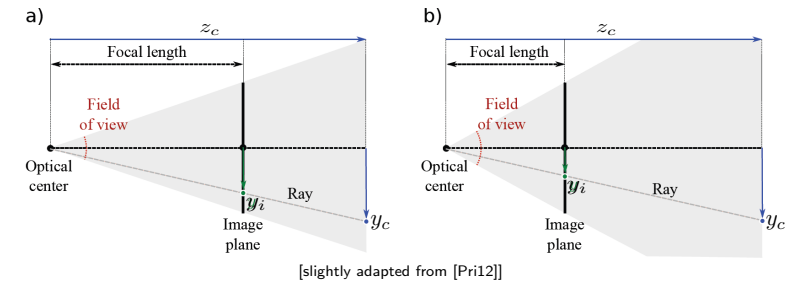 a)
z_c
Focal length
Field
of view
Optical
center
Ray
y_i
Image
plane
y_c
b)
z_c
Focal length
Field
of view
Optical
center
Ray
y_i
Image
plane
y_c
[slightly adapted from [Pri12]]